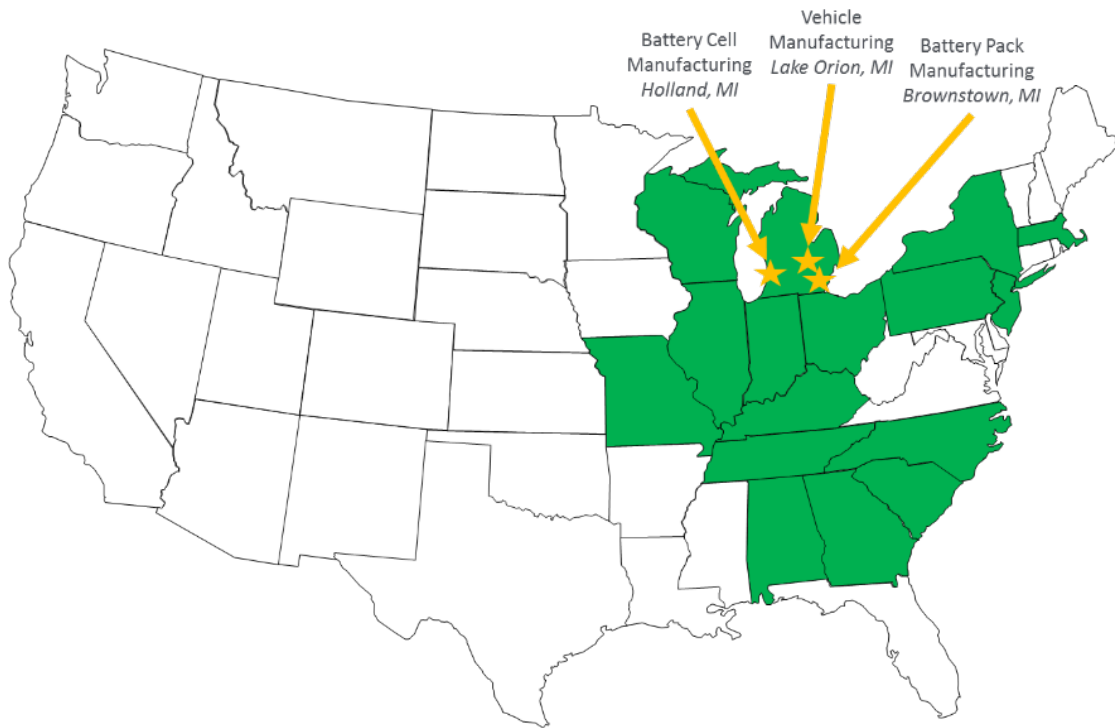 Battery Cell
Manufacturing
Holland, MI
Vehicle
Manufacturing
Lake Orion, MI
Battery Pack
Manufacturing
Brownstown, MI